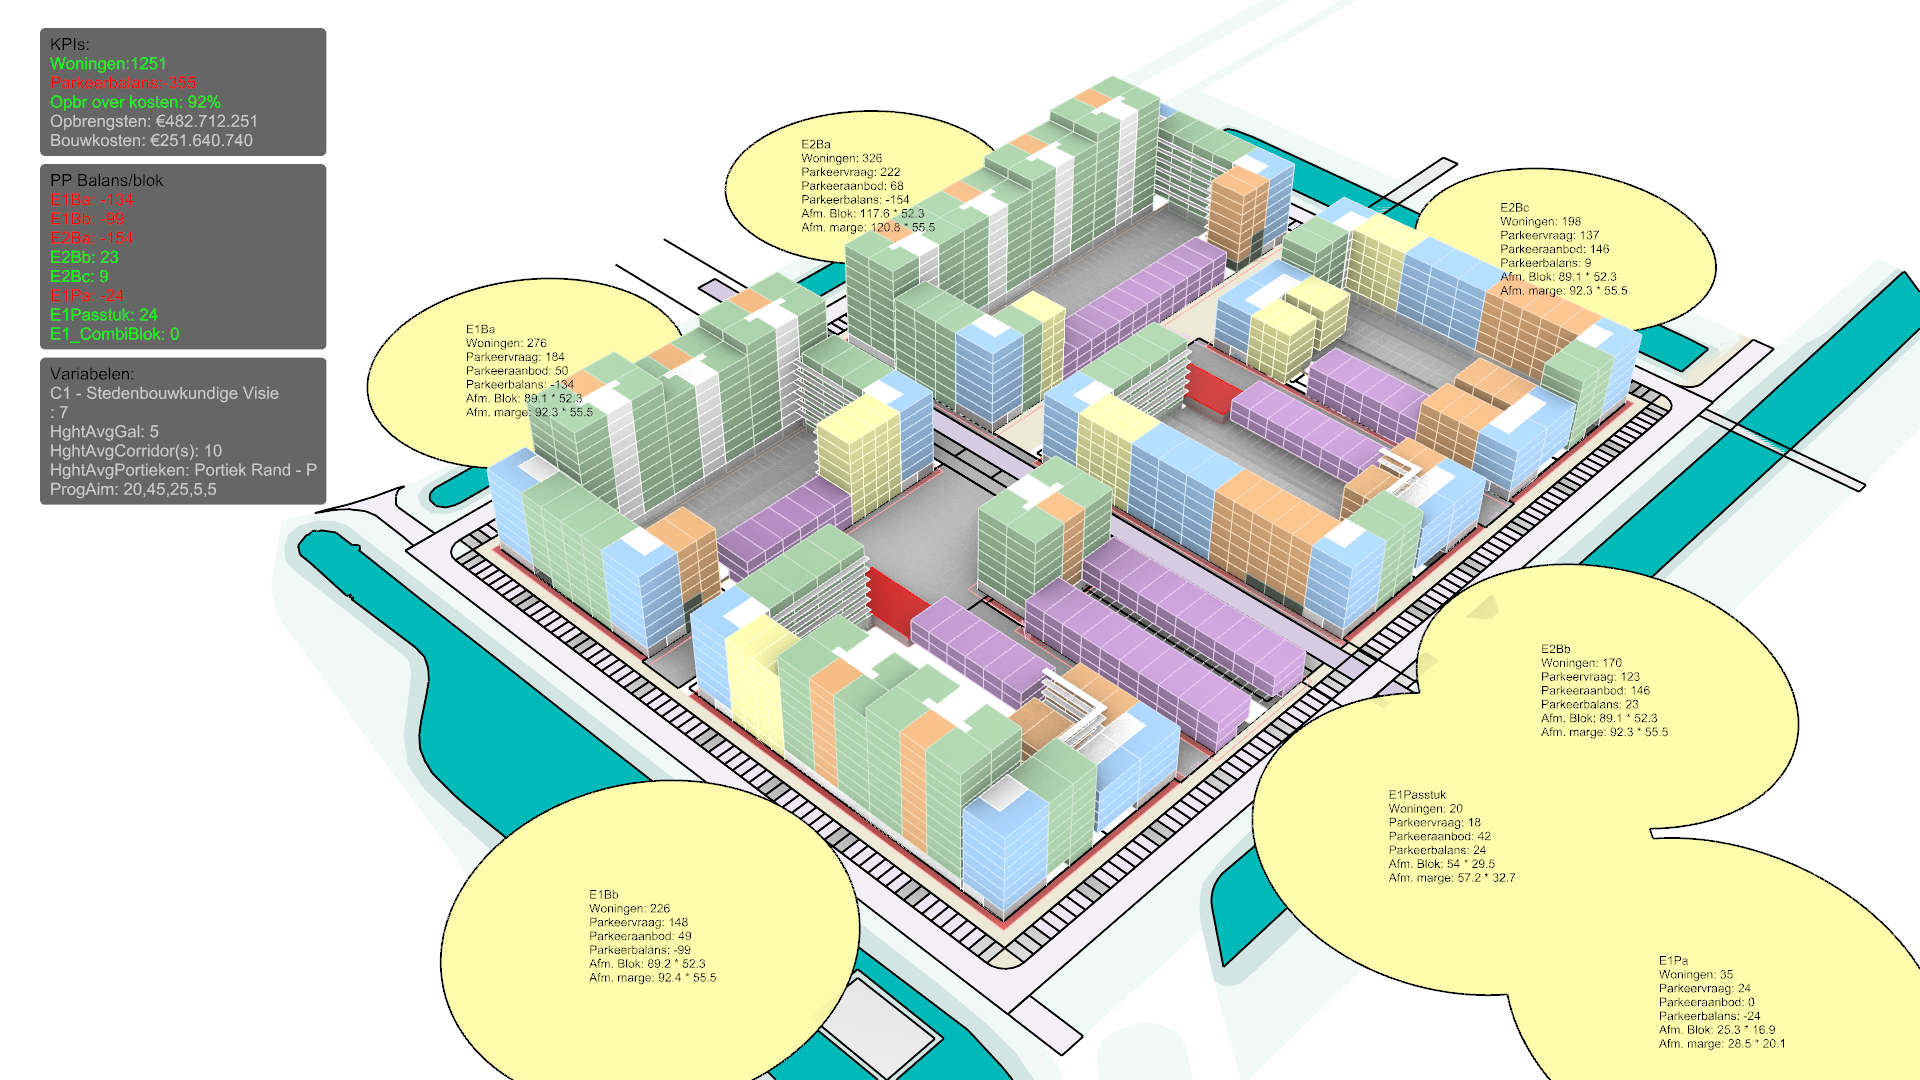 KPIs:
Woningen:1251
Parkeerbalans:-355
Opbr over kosten: 92%
Opbrengsten: €482.712.251
Bouwkosten: €251.640.740
PP Balans/blok
E1Ba: -134
E1Bb: -99
E2Ba: -154
E2Bb: 23
E2Bc: 9
E1Pa: -24
E1Passtuk: 24
E1_CombiBlok: 0
Variabelen:
C1 - Stedenbouwkundige Visie
: 7
HghtAvgGal: 5
HghtAvgCorridor(s): 10
HghtAvgPortieken: Portiek Rand - P
ProgAim: 20,45,25,5,5
E2Ba
Woningen: 326
Parkeervraag: 222
Parkeeraanbod: 68
Parkeerbalans: -154
Afm. Blok: 117.6 * 52.3
Afm. marge: 120.8 * 55.5
E2Bc
Woningen: 198
Parkeervraag: 137
Parkeeraanbod: 146
Parkeerbalans: 9
Afm. Blok: 89.1 * 52.3
Afm. marge: 92.3 * 55.5
E1Ba
Woningen: 276
Parkeervraag: 184
Parkeeraanbod: 50
Parkeerbalans: -134
Afm. Blok: 89.1 * 52.3
Afm. marge: 92.3 * 55.5
E2Bb
Woningen: 170
Parkeervraag: 123
Parkeeraanbod: 146
Parkeerbalans: 23
Afm. Blok: 89.1 * 52.3
Afm. marge: 92.3 * 55.5
E1Passtuk
Woningen: 20
Parkeervraag: 18
Parkeeraanbod: 42
Parkeerbalans: 24
Afm. Blok: 54 * 29.5
Afm. marge: 57.2 * 32.7
E1Bb
Woningen: 226
Parkeervraag: 148
Parkeeraanbod: 49
Parkeerbalans: -99
Afm. Blok: 89.2 * 52.3
Afm. marge: 92.4 * 55.5
E1Pa
Woningen: 35
Parkeervraag: 24
Parkeeraanbod: 0
Parkeerbalans: -24
Afm. Blok: 25.3 * 16.9
Afm. marge: 28.5 * 20.1